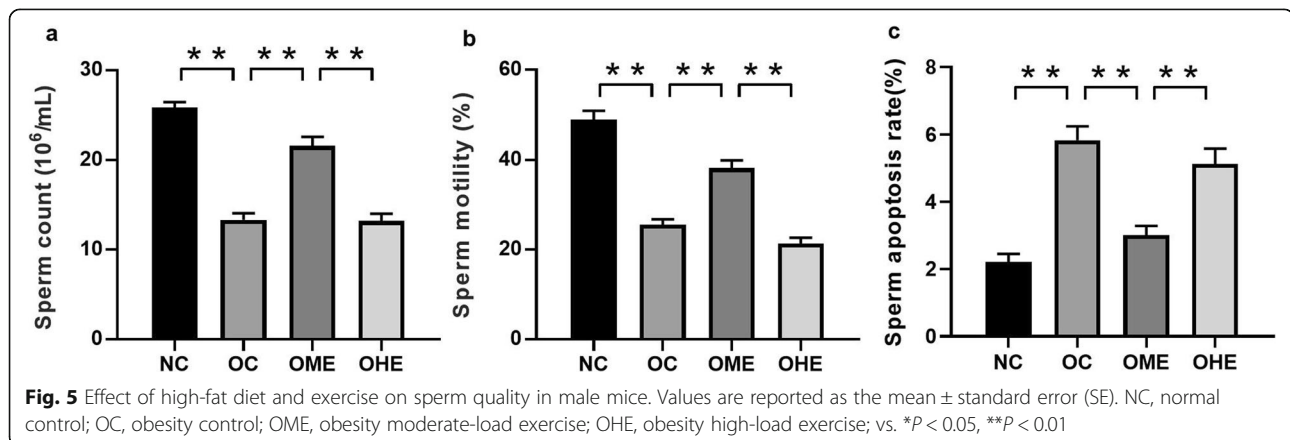 a
* * * * * *
Sperm count (10⁶/mL)
30
20
10
0
NC OC OME OHE
b
* * * * * *
Sperm motility (%)
60
40
20
0
NC OC OME OHE
c
* * * * * *
Sperm apoptosis rate(%)
8
6
4
2
0
NC OC OME OHE
Fig. 5 Effect of high-fat diet and exercise on sperm quality in male mice. Values are reported as the mean ± standard error (SE). NC, normal
control; OC, obesity control; OME, obesity moderate-load exercise; OHE, obesity high-load exercise; vs. *P < 0.05, **P < 0.01